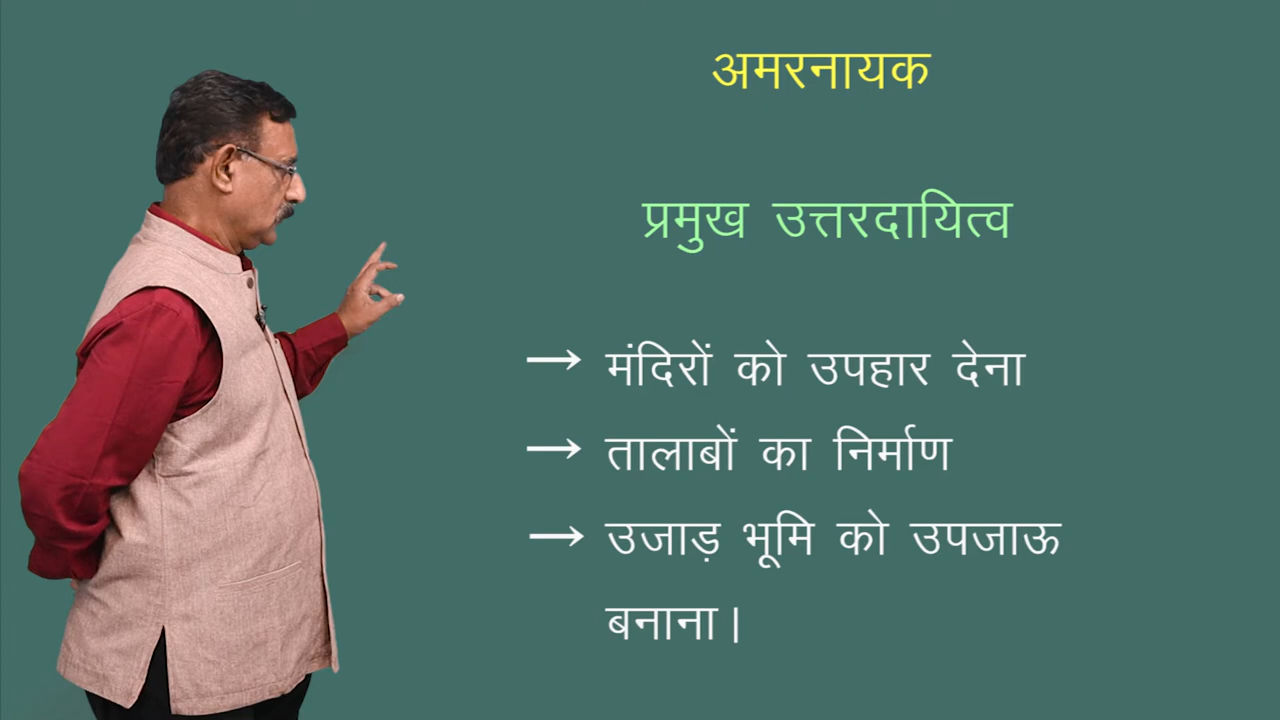 अमरनायक
प्रमुख उत्तरदायित्व
→ मंदिरों को उपहार देना
→ तालाबों का निर्माण
→ उजाड़ भूमि को उपजाऊ
बनाना।